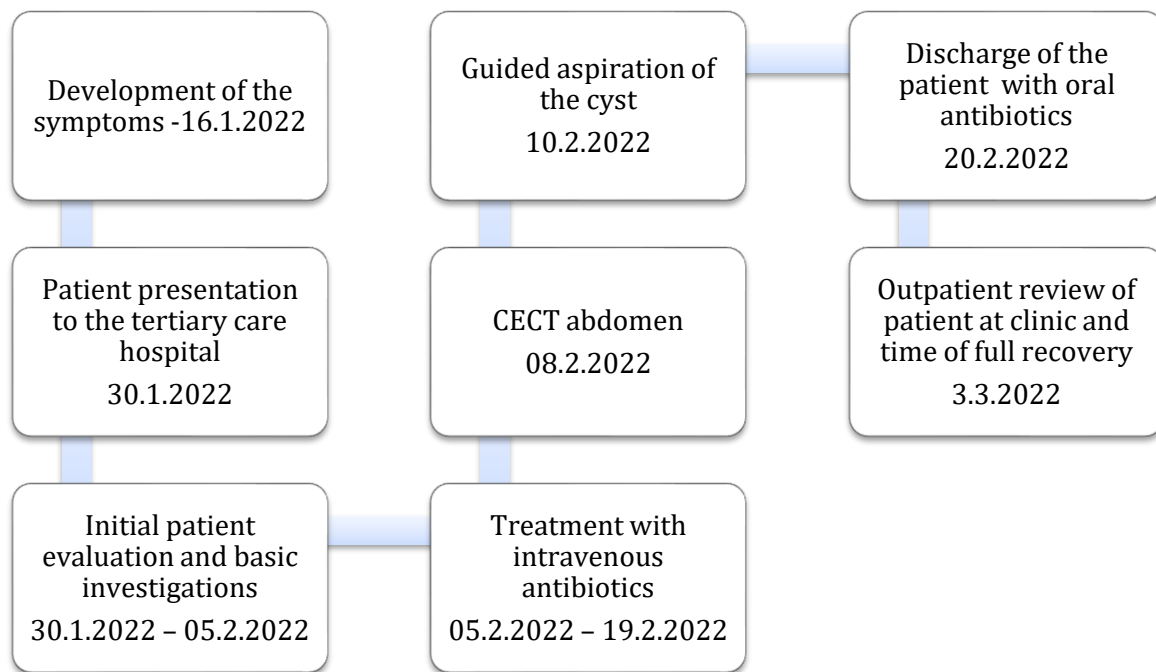 Development of the
symptoms -16.1.2022
Patient presentation
to the tertiary care
hospital
30.1.2022
Initial patient
evaluation and basic
investigations
30.1.2022 – 05.2.2022
Treatment with
intravenous
antibiotics
05.2.2022 – 19.2.2022
CECT abdomen
08.2.2022
Guided aspiration of
the cyst
10.2.2022
Discharge of the
patient with oral
antibiotics
20.2.2022
Outpatient review of
patient at clinic and
time of full recovery
3.3.2022